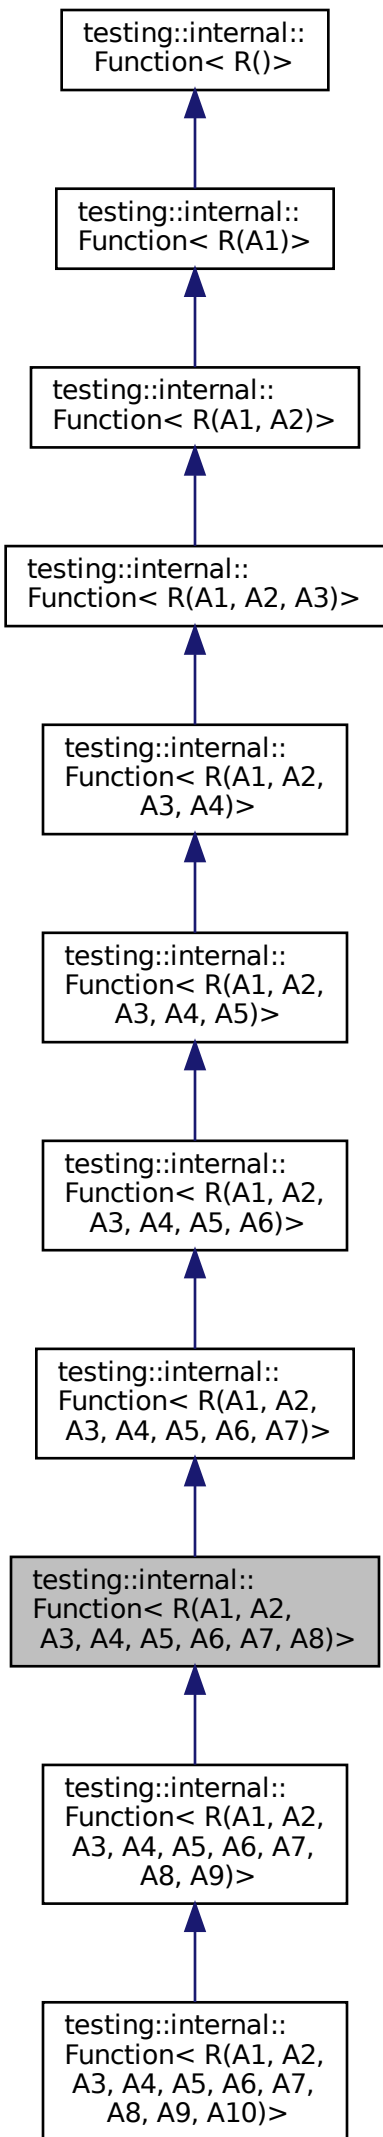 testing::internal::
Function< R()>
testing::internal::
Function< R(A1)>
testing::internal::
Function< R(A1, A2)>
testing::internal::
Function< R(A1, A2, A3)>
testing::internal::
Function< R(A1, A2,
A3, A4)>
testing::internal::
Function< R(A1, A2,
A3, A4, A5)>
testing::internal::
Function< R(A1, A2,
A3, A4, A5, A6)>
testing::internal::
Function< R(A1, A2,
A3, A4, A5, A6, A7)>
testing::internal::
Function< R(A1, A2,
A3, A4, A5, A6, A7, A8)>
testing::internal::
Function< R(A1, A2,
A3, A4, A5, A6, A7,
A8, A9)>
testing::internal::
Function< R(A1, A2,
A3, A4, A5, A6, A7,
A8, A9, A10)>